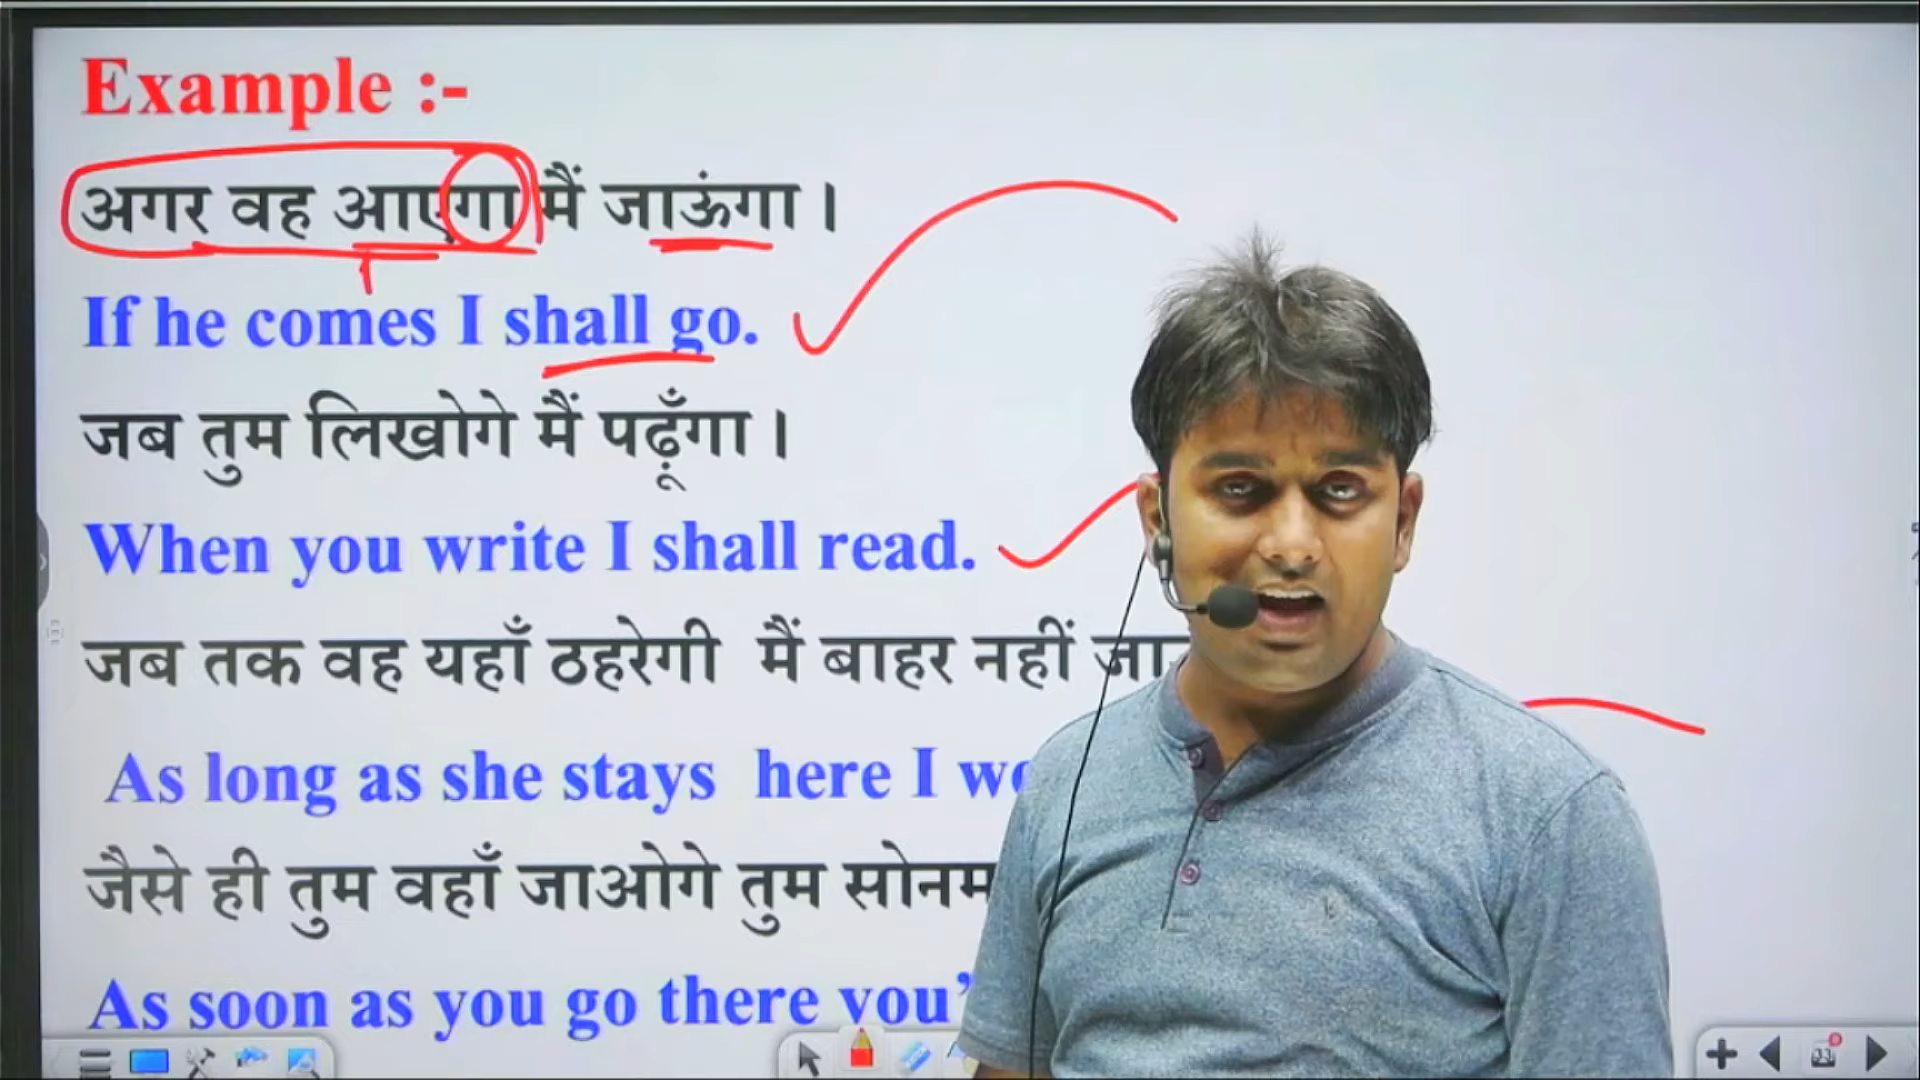 Example :-
अगर वह आएगा मैं जाऊंगा।
If he comes I shall go.
जब तुम लिखोगे मैं पढ़ूँगा।
When you write I shall read.
जब तक वह यहाँ ठहरेगी मैं बाहर नहीं
As long as she stays here I
जैसे ही तुम वहाँ जाओगे तुम
As soon as you go there